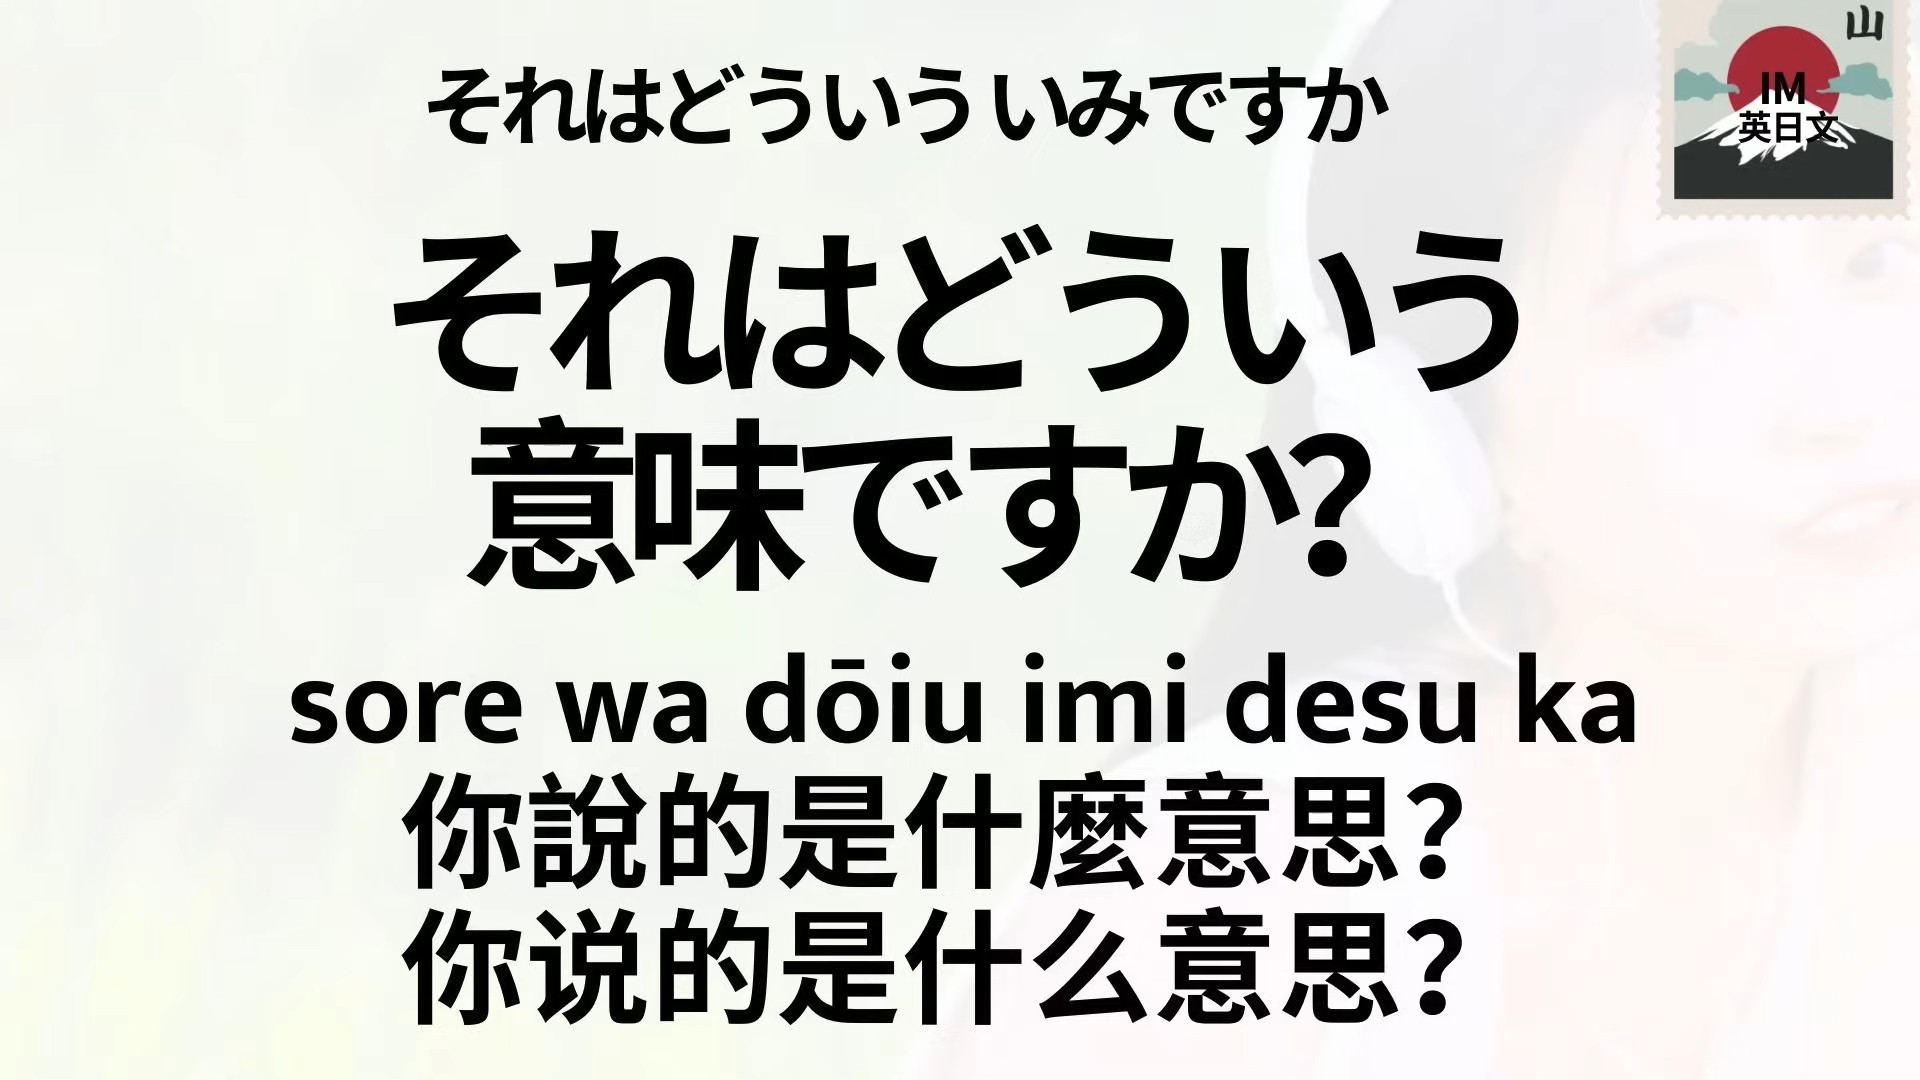 山
IM
英日文
それはどういう いみですか
それはどういう
意味ですか?
sore wa dōiu imi desu ka
你說的是什麼意思?
你说的是什么意思?